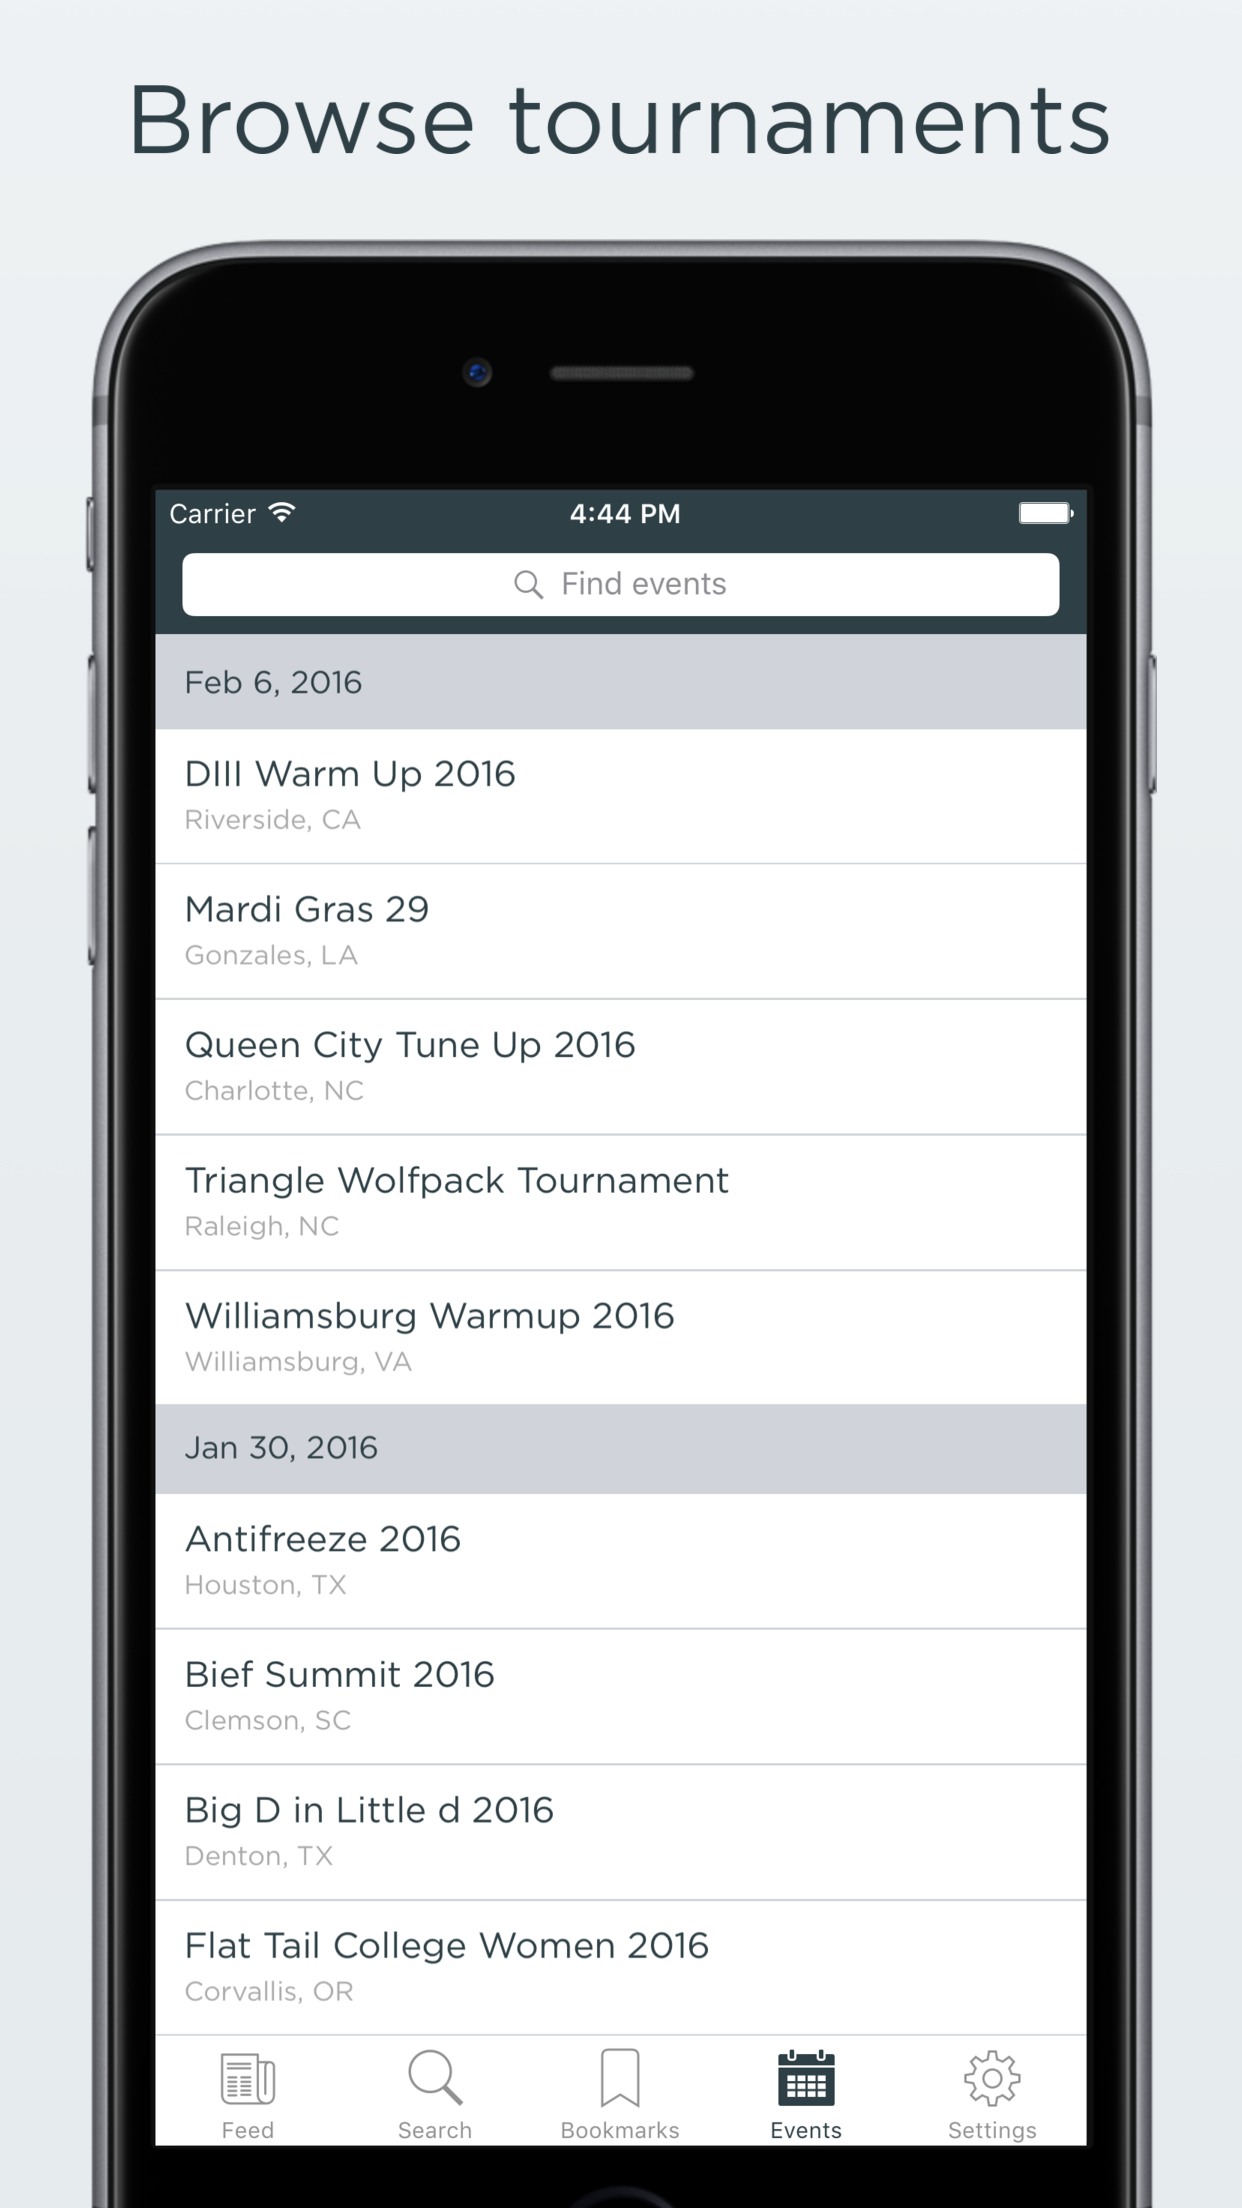 Browse tournaments
Carrier
4:44 PM
Find events
Feb 6, 2016
DIII Warm Up 2016
Riverside, CA
Mardi Gras 29
Gonzales, LA
Queen City Tune Up 2016
Charlotte, NC
Triangle Wolfpack Tournament
Raleigh, NC
Williamsburg Warmup 2016
Williamsburg, VA
Jan 30, 2016
Antifreeze 2016
Houston, TX
Bief Summit 2016
Clemson, SC
Big D in Little d 2016
Denton, TX
Flat Tail College Women 2016
Corvallis, OR
Feed
Search
Bookmarks
Events
Settings